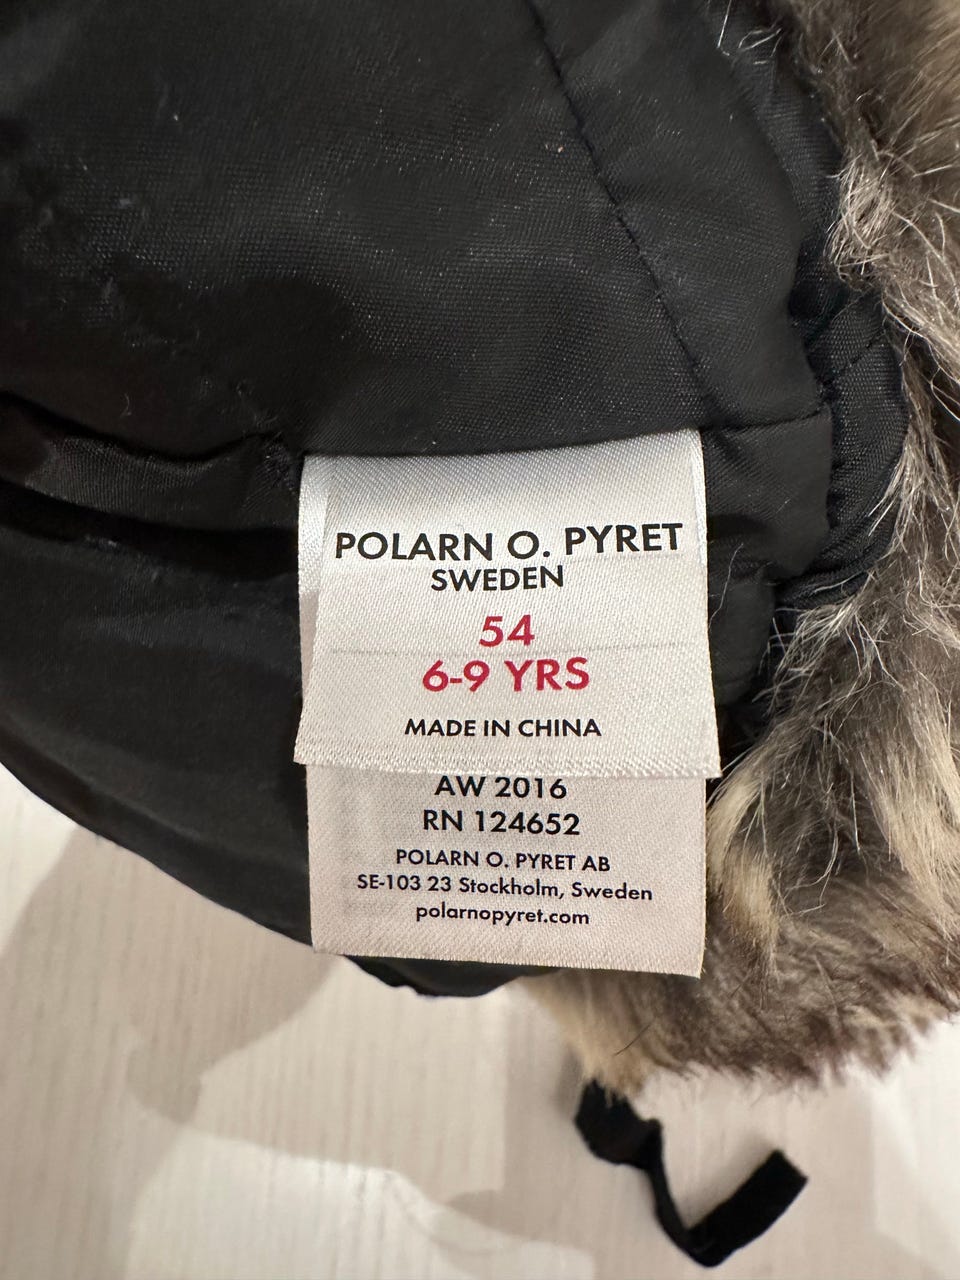 POLARN O. PYRET
SWEDEN
54
6-9 YRS
MADE IN CHINA
AW 2016
RN 124652
POLARN O. PYRET AB
SE-103 23 Stockholm, Sweden
polarnopyret.com